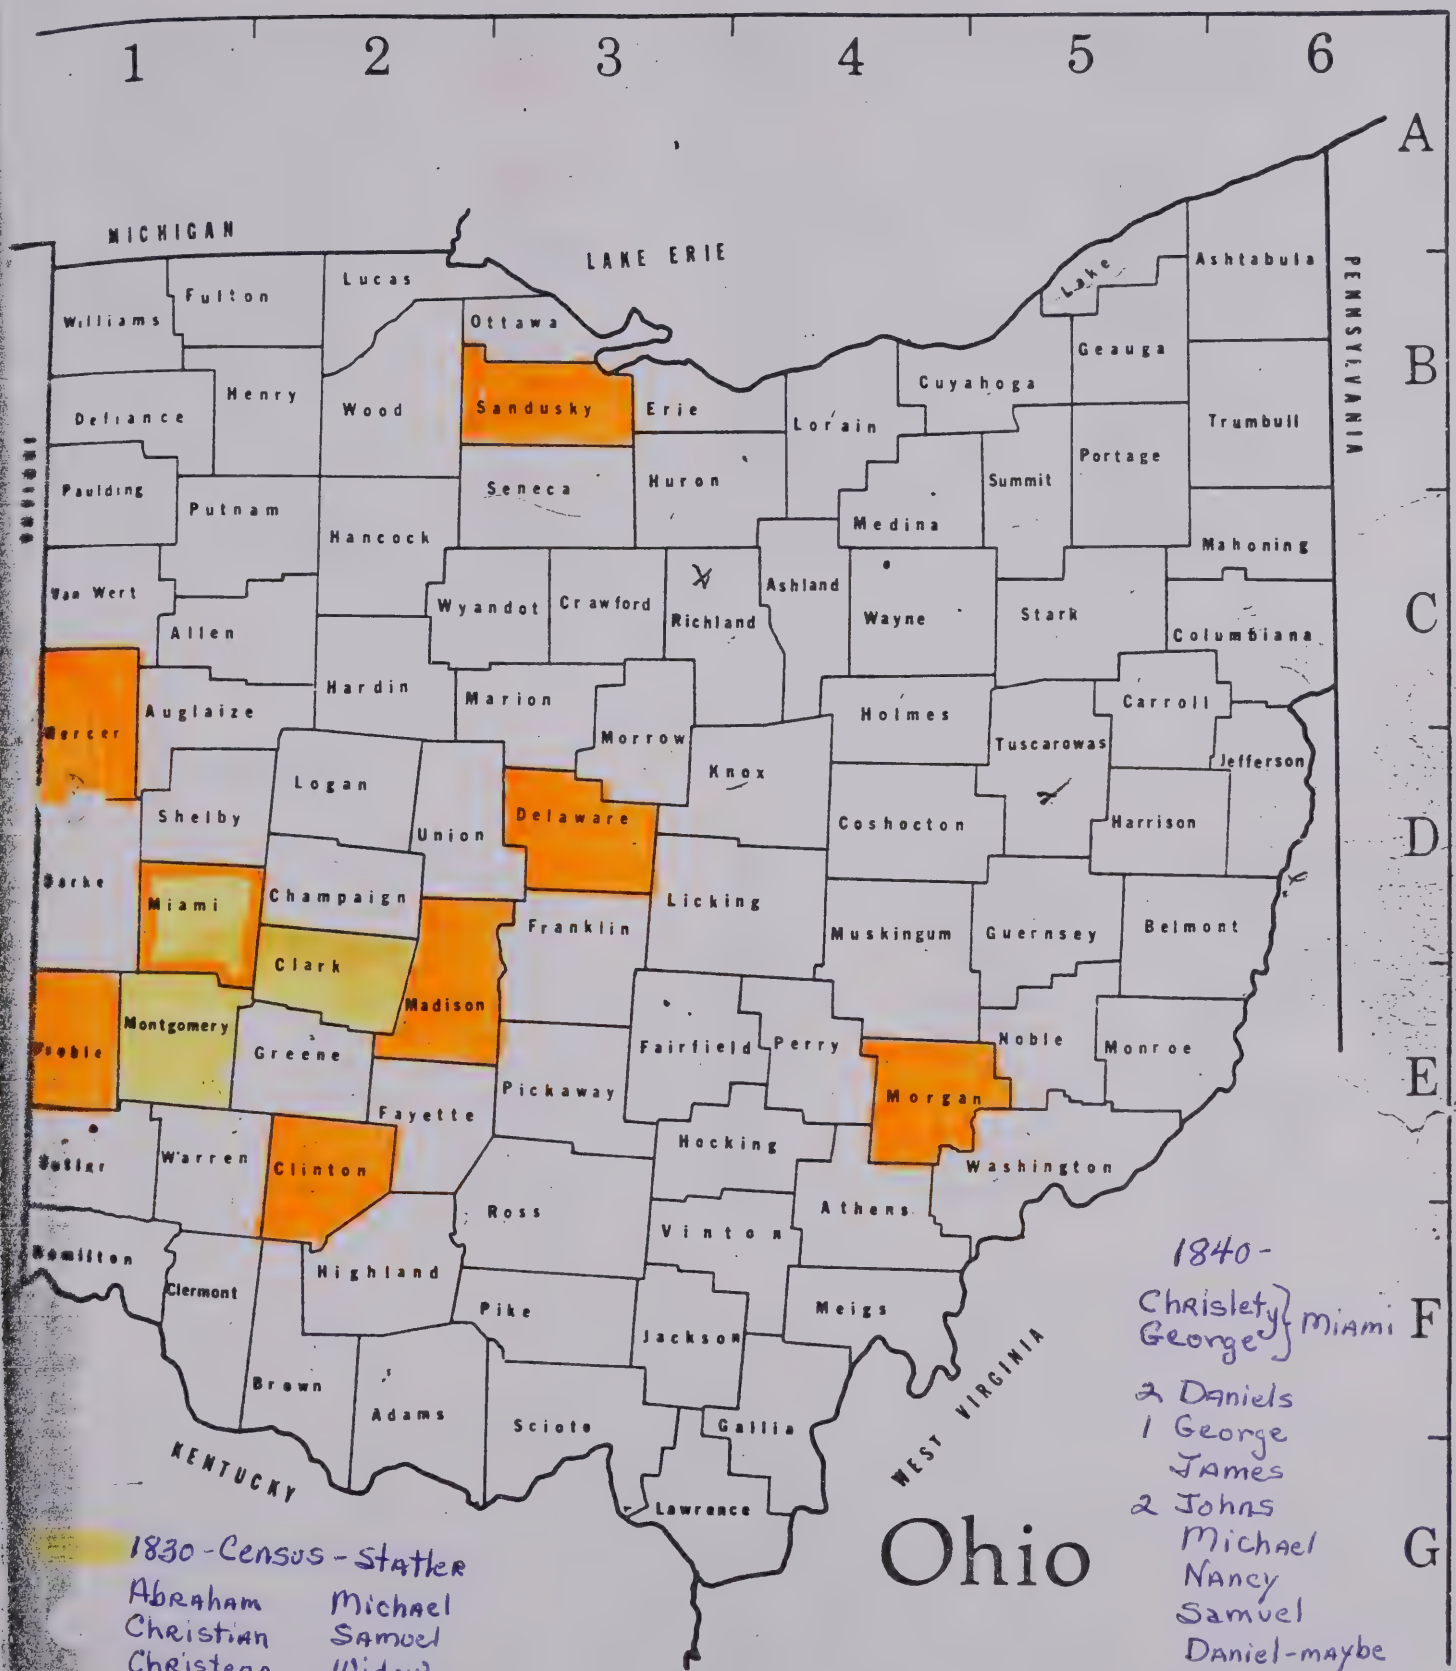 1 2 3 4 5 6
A
MICHIGAN
LAKE ERIE
Lake
Ashtabula
PENNSYLVANIA
Williams
Fulton
Lucas
Ottawa
Geauga
B
Defiance
Henry
Wood
Sandusky
Erie
Lorain
Cuyahoga
Trumbull
INDIANA
Paulding
Putnam
Seneca
Huron
Medina
Summit
Portage
Hancock
Mahoning
Van Wert
Allen
Wyandot
Crawford
Richland
Ashland
Wayne
Stark
Columbiana
C
Mercer
Auglaize
Hardin
Marion
Morrow
Holmes
Tuscarowas
Carroll
Jefferson
Shelby
Logan
Union
Delaware
Knox
Coshocton
Harrison
D
Darke
Miami
Champaign
Franklin
Licking
Muskingum
Guernsey
Belmont
Clark
Madison
Preble
Montgomery
Greene
Pickaway
Fairfield
Perry
Morgan
Noble
Monroe
E
Fayette
Hocking
Butler
Warren
Clinton
Ross
Vinton
Athens
Washington
Hamilton
Clermont
Highland
Pike
Jackson
Meigs
F
Brown
Adams
Scioto
Gallia
Lawrence
KENTUCKY
WEST VIRGINIA
Ohio
G
1840-
Chrislety
George } Miami
2 Daniels
1 George
James
2 Johns
Michael
Nancy
Samuel
Daniel-maybe
1830-Census-Statler
Abraham Michael
Christian Samuel
Widow